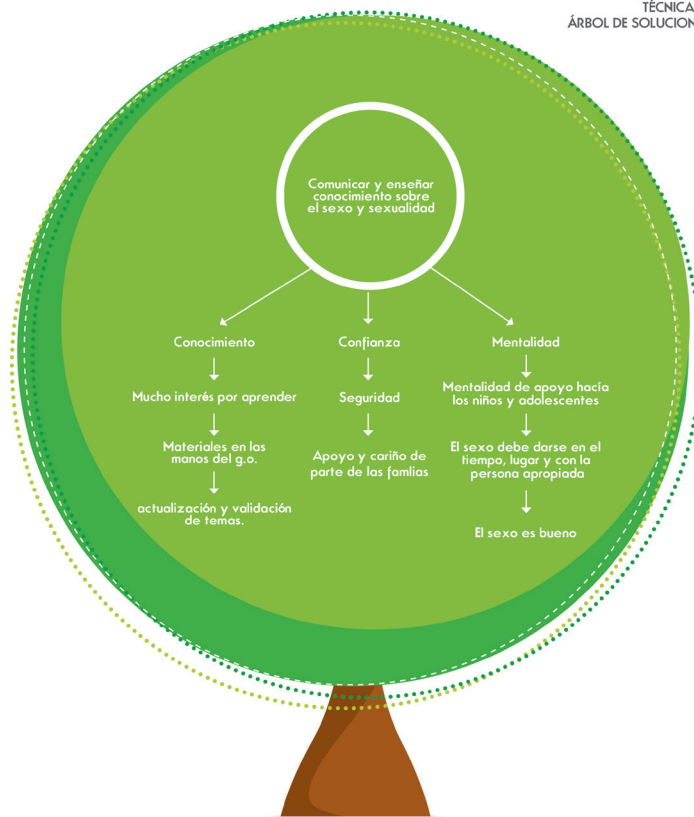 TÉCNICA
ÁRBOL DE SOLUCION
Comunicar y enseñar
conocimiento sobre
el sexo y sexualidad
Conocimiento
Mucho interés por aprender
Materiales en las
manos del g.o.
actualización y validación
de temas.
Confianza
Seguridad
Apoyo y cariño de
parte de las famlias
Mentalidad
Mentalidad de apoyo hacía
los niños y adolescentes
El sexo debe darse en el
tiempo, lugar y con la
persona apropiada
El sexo es bueno